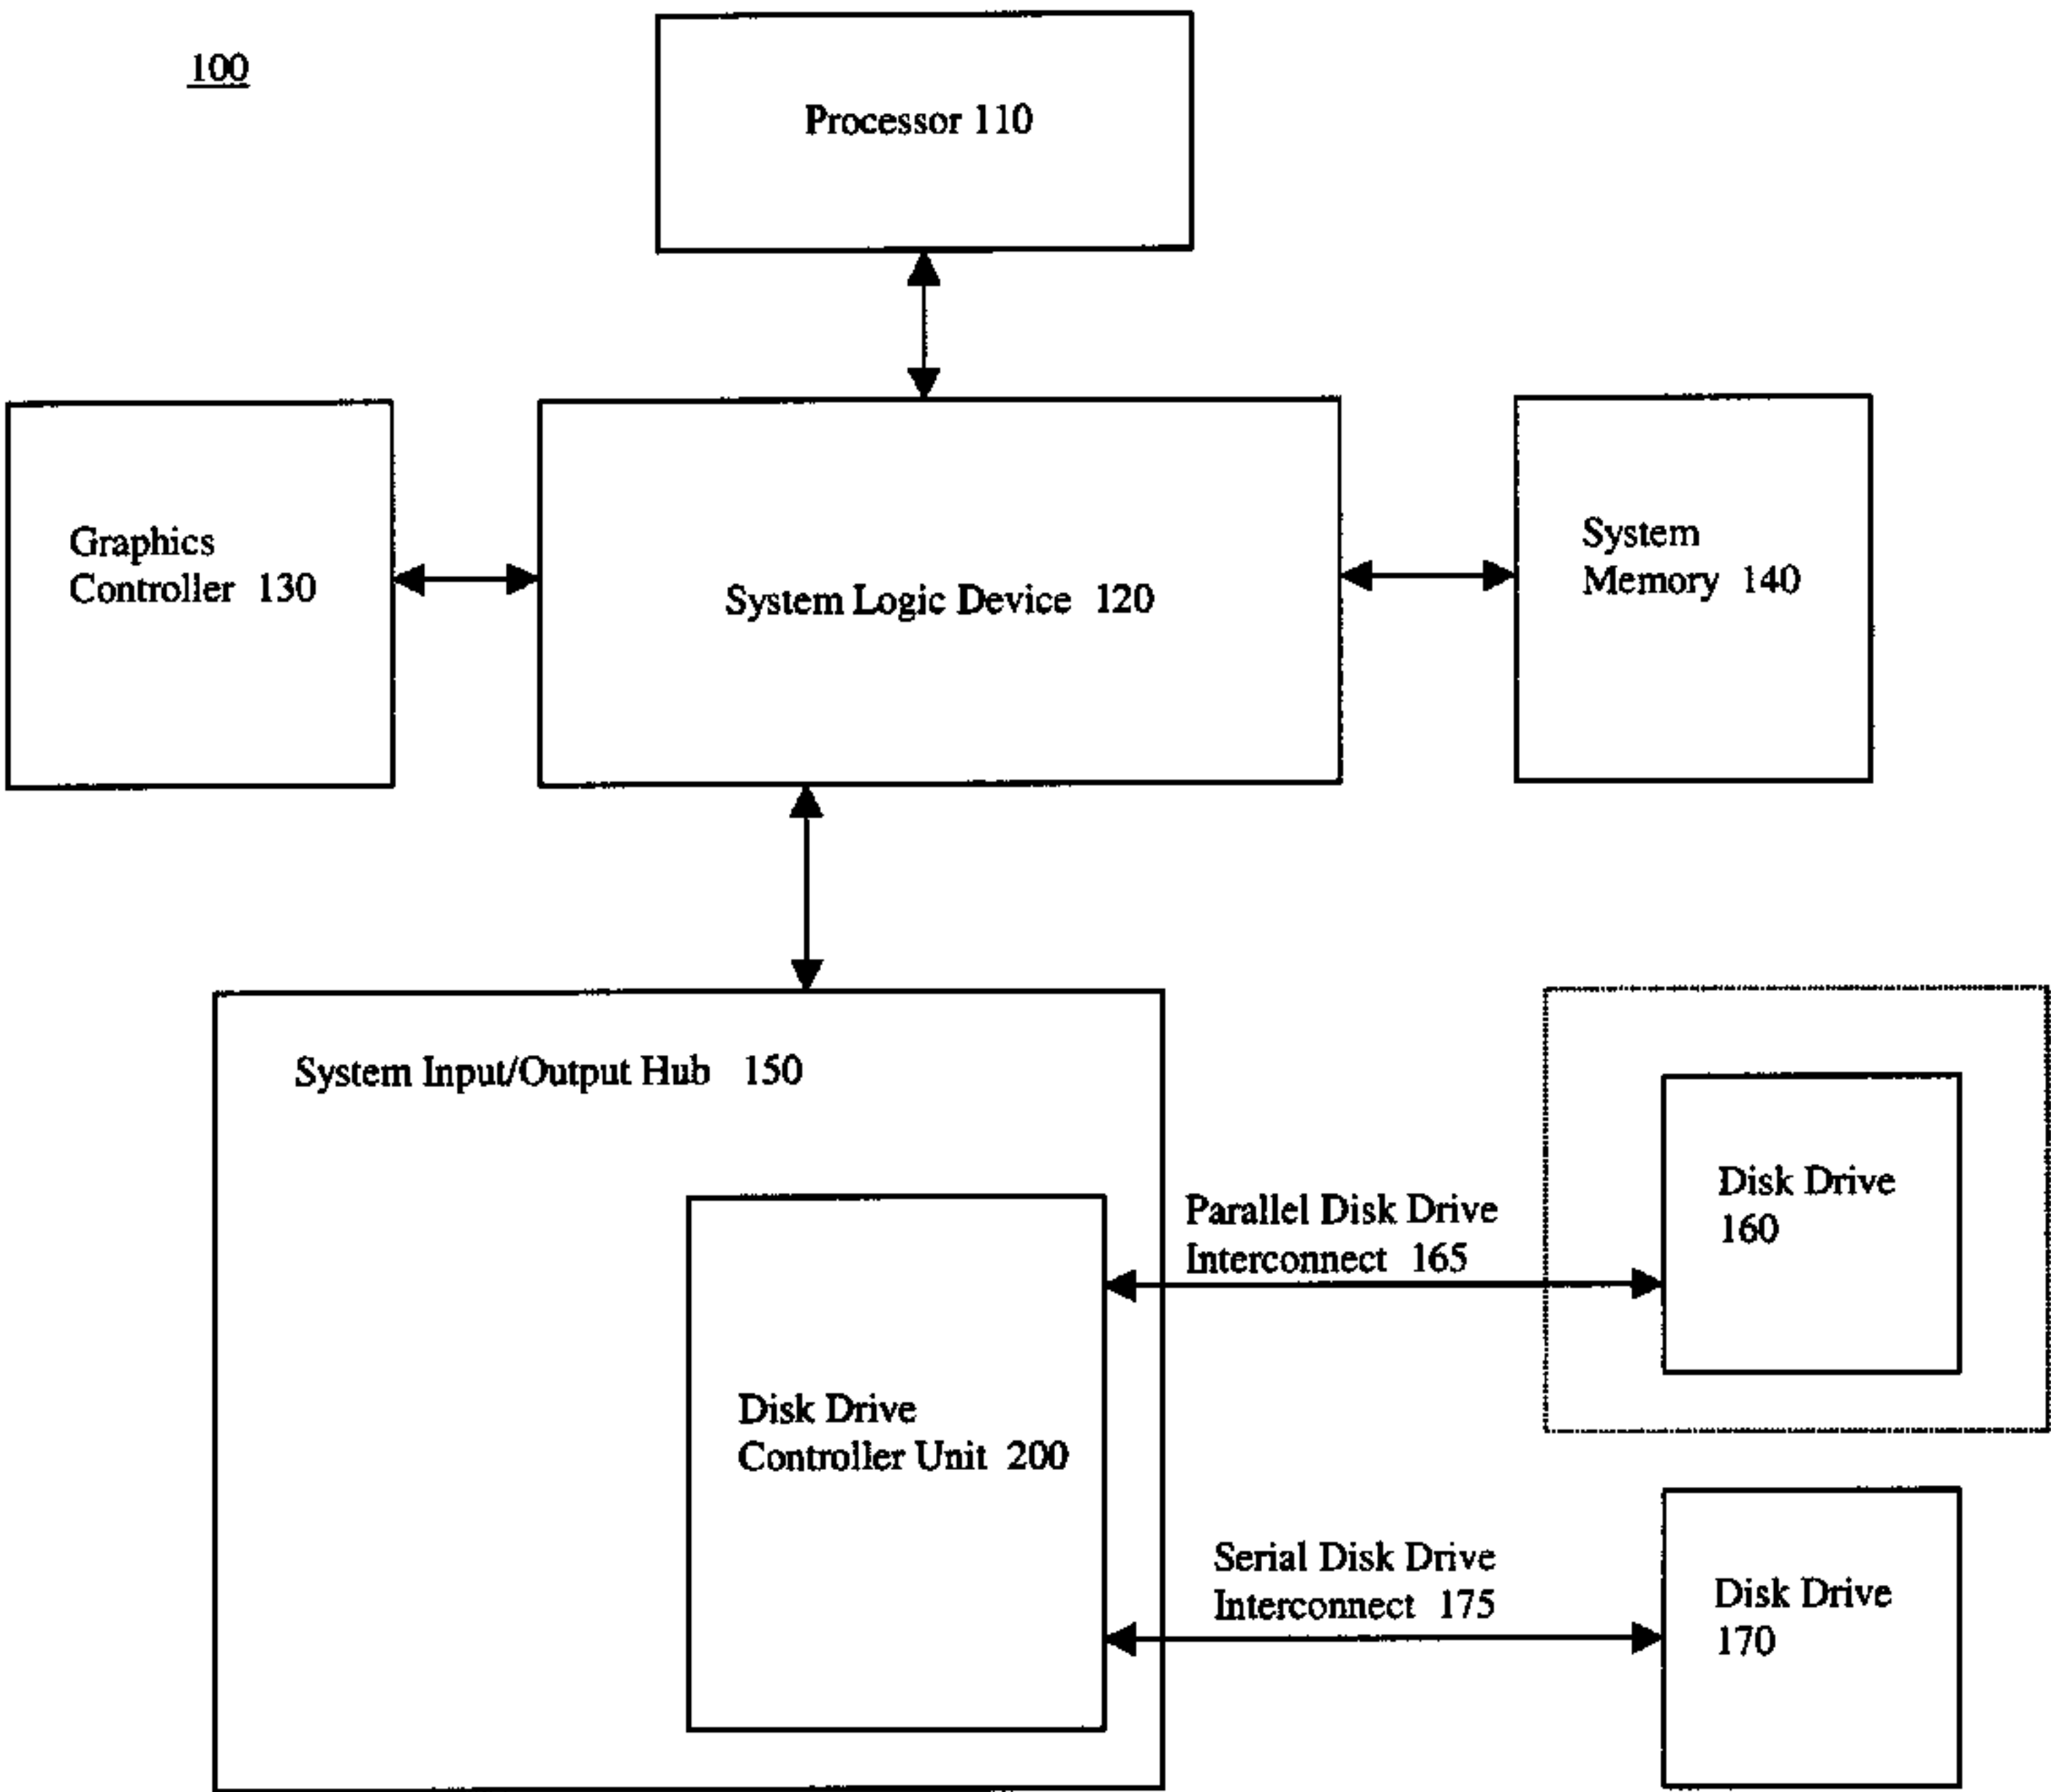 100
Processor 110
Graphics
Controller 130
System Logic Device 120
System
Memory 140
System Input/Output Hub 150
Disk Drive
Controller Unit 200
Parallel Disk Drive
Interconnect 165
Disk Drive
160
Serial Disk Drive
Interconnect 175
Disk Drive
170